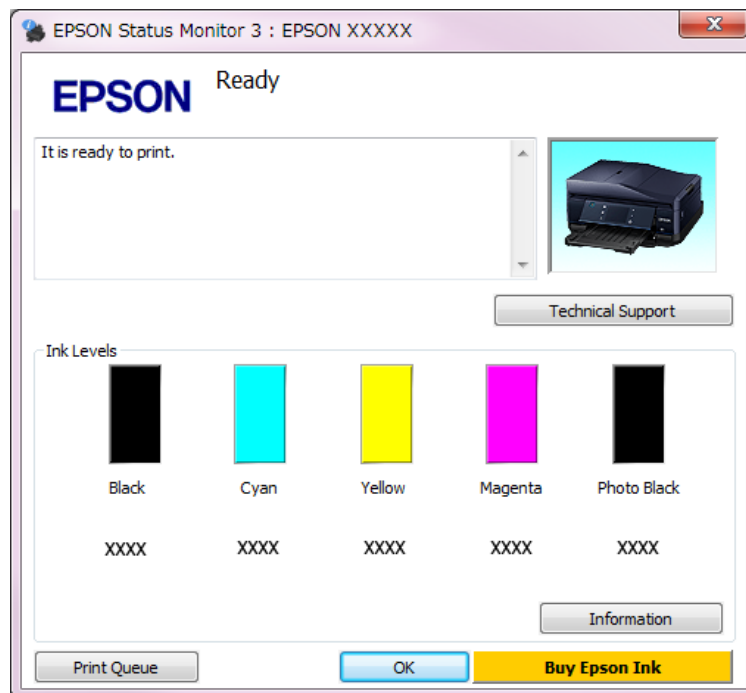 EPSON Status Monitor 3 : EPSON XXXXX
EPSON
Ready
It is ready to print.
Technical Support
Ink Levels
Black Cyan Yellow Magenta Photo Black
XXXX XXXX XXXX XXXX XXXX
Information
Print Queue OK Buy Epson Ink